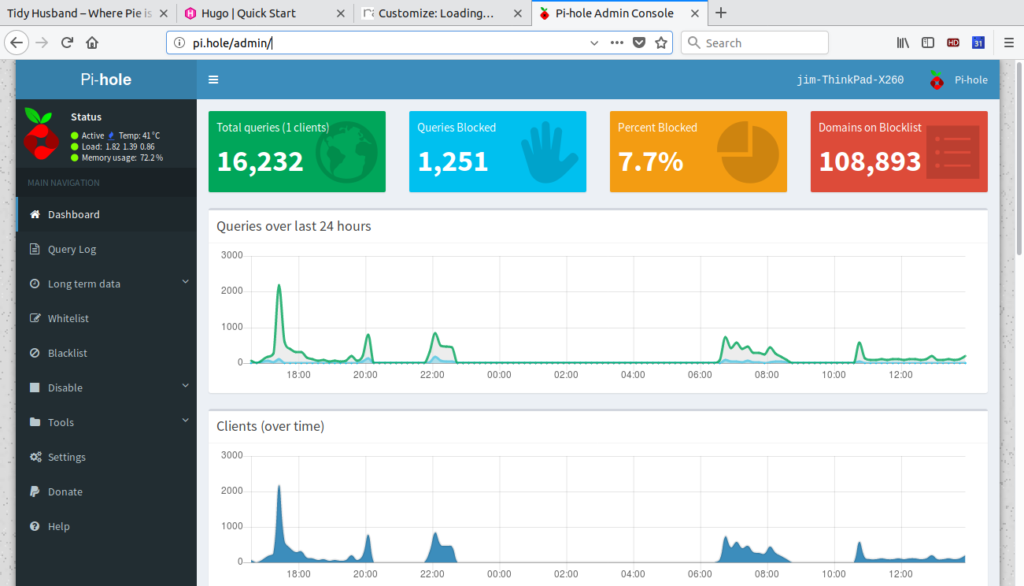 Tidy Husband – Where Pie is
Hugo | Quick Start
Customize: Loading…
Pi-hole Admin Console
pi.hole/admin/
Search
HD
31
Pi-hole
jim-ThinkPad-X260
Pi-hole
Status
Active Temp: 41 °C
Load: 1.82 1.39 0.86
Memory usage: 72.2 %
MAIN NAVIGATION
Dashboard
Query Log
Long term data
Whitelist
Blacklist
Disable
Tools
Settings
Donate
Help
Total queries (1 clients)
16,232
Queries Blocked
1,251
Percent Blocked
7.7%
Domains on Blocklist
108,893
Queries over last 24 hours
3000
2000
1000
0
18:00 20:00 22:00 00:00 02:00 04:00 06:00 08:00 10:00 12:00
Clients (over time)
3000
2000
1000
0
18:00 20:00 22:00 00:00 02:00 04:00 06:00 08:00 10:00 12:00